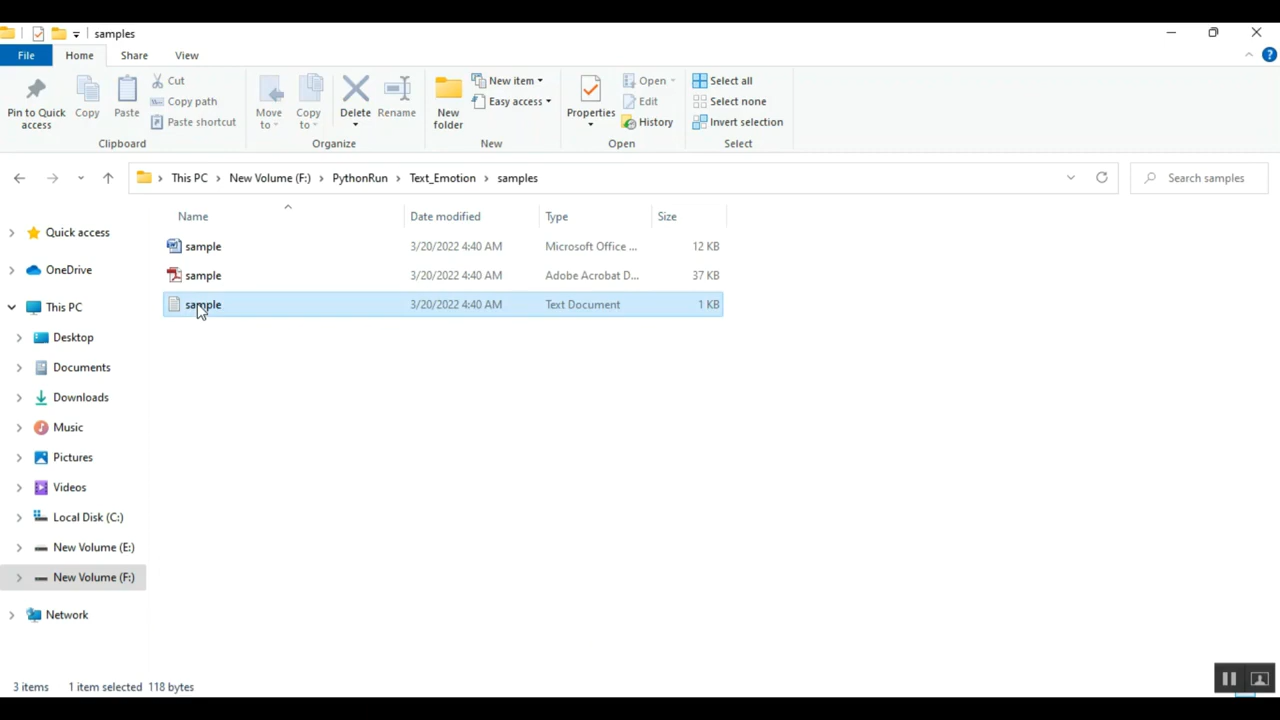 samples
File Home Share View
Pin to Quick access
Copy
Paste
Cut
Copy path
Paste shortcut
Clipboard
Move to
Copy to
Delete
Rename
Organize
New folder
New item
Easy access
New
Properties
Open
Edit
History
Open
Select all
Select none
Invert selection
Select
This PC › New Volume (F:) › PythonRun › Text_Emotion › samples
Search samples
Name Date modified Type Size
sample 3/20/2022 4:40 AM Microsoft Office ... 12 KB
sample 3/20/2022 4:40 AM Adobe Acrobat D... 37 KB
sample 3/20/2022 4:40 AM Text Document 1 KB
Quick access
OneDrive
This PC
Desktop
Documents
Downloads
Music
Pictures
Videos
Local Disk (C:)
New Volume (E:)
New Volume (F:)
Network
3 items 1 item selected 118 bytes